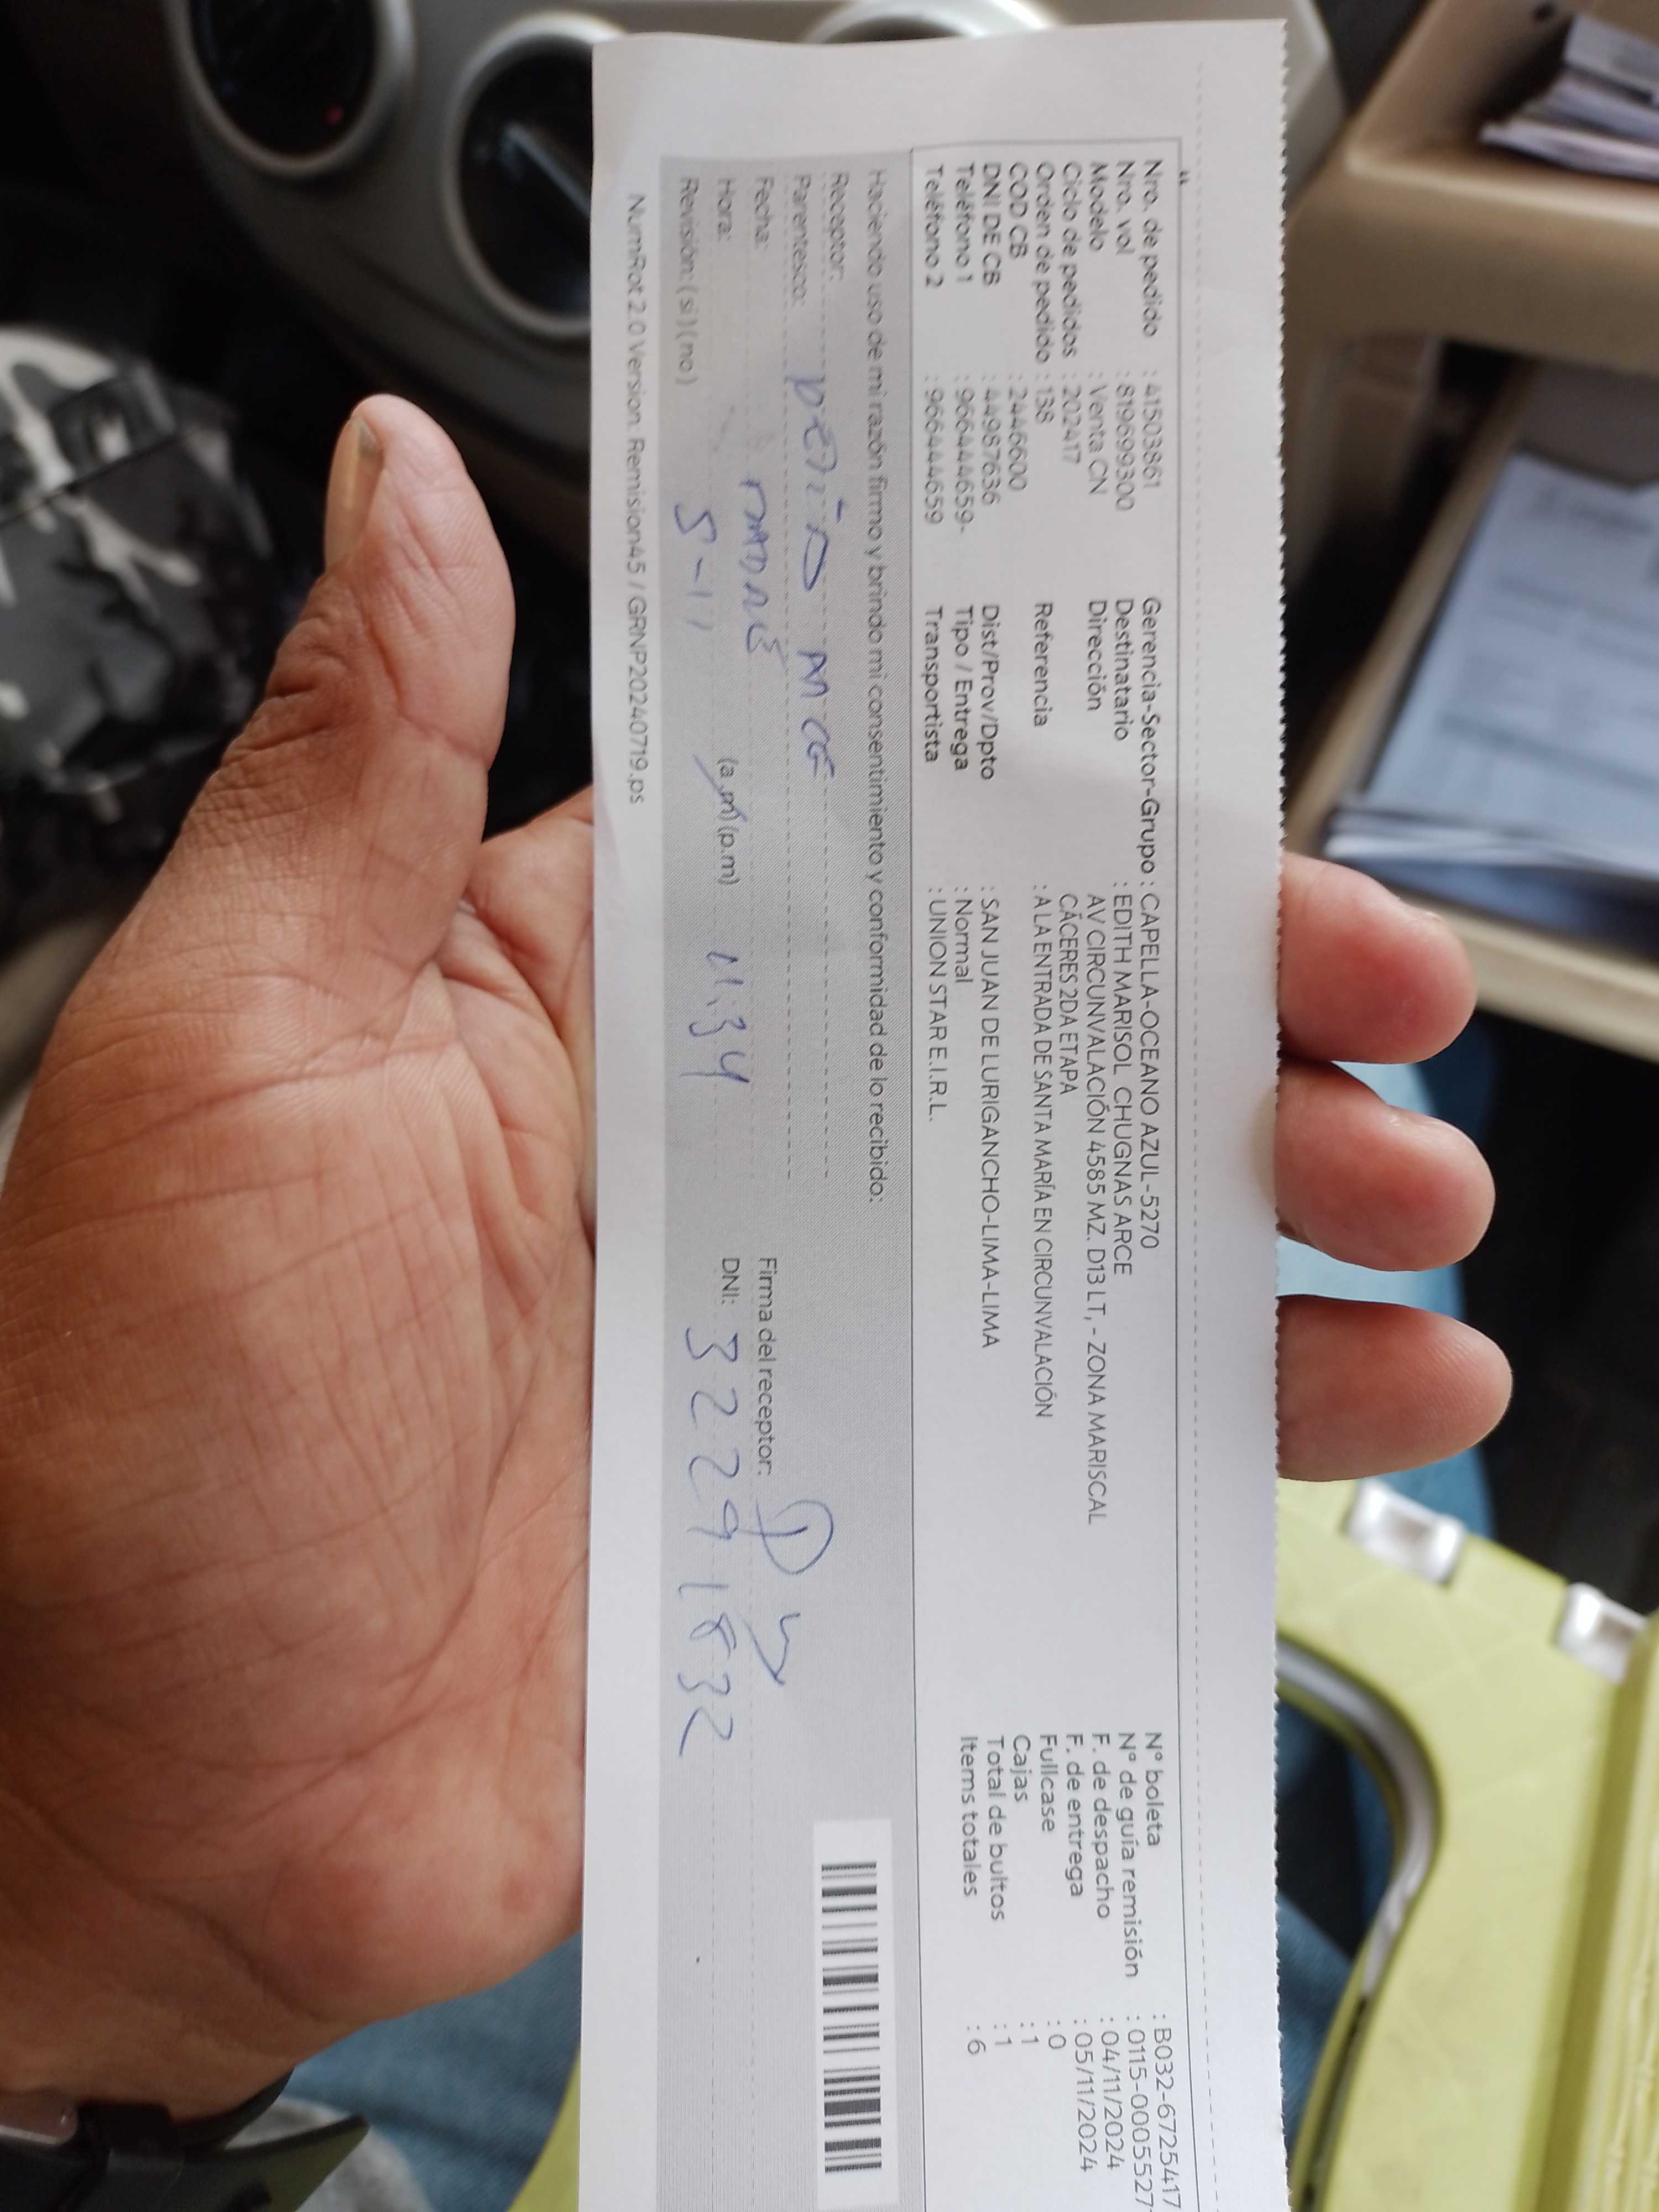 Nro. de pedido : 41503861
Nro. vol : 819699300
Modelo : Venta CN
Ciclo de pedidos : 202417
Orden de pedido : 138
COD CB : 2446600
DNI DE CB : 44987636
Teléfono 1 : 966444659-
Teléfono 2 : 966444659
Gerencia-Sector-Grupo : CAPELLA-OCEANO AZUL-5270
Destinatario : EDITH MARISOL CHUGNAS ARCE
Dirección AV CIRCUNVALACIÓN 4585 MZ. D13 LT, - ZONA MARISCAL
CÁCERES 2DA ETAPA
Referencia : A LA ENTRADA DE SANTA MARÍA EN CIRCUNVALACIÓN
Dist/Prov/Dpto : SAN JUAN DE LURIGANCHO-LIMA-LIMA
Tipo / Entrega : Normal
Transportista : UNION STAR E.I.R.L.
N° boleta : B032-6725417
N° de guía remisión : 0115-0005527
F. de despacho : 04/11/2024
F. de entrega : 05/11/2024
Fullcase : 0
Cajas : 1
Total de bultos : 1
Items totales : 6
Haciendo uso de mi razón firmo y brindo mi consentimiento y conformidad de lo recibido:
Receptor:
Parentesco:
Fecha: 5-11
Hora: (a.m) (p.m) 11:34
Revisión: ( si ) ( no )
Firma del receptor:
DNI: 32291832
NumRot 2.0 Version. Remision45 / GRNP20240719.ps